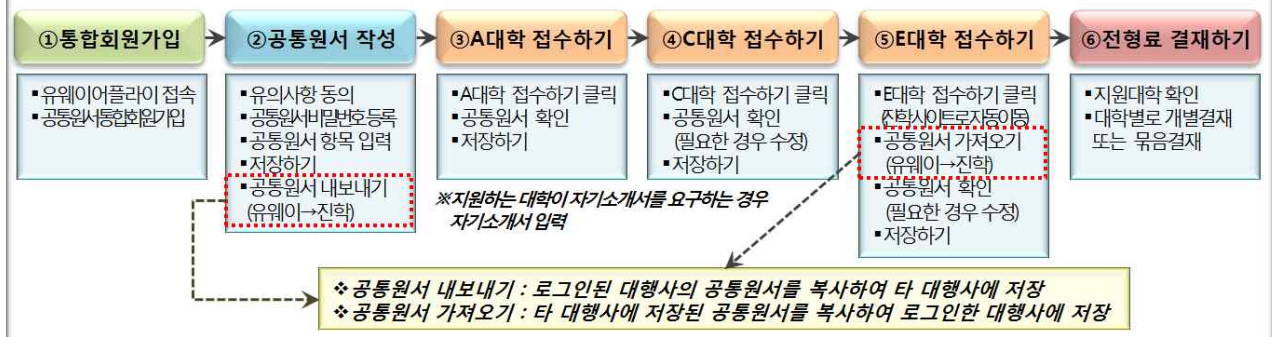 ①통합회원가입
▪유웨이어플라이 접속
▪공통원서통합회원가입
②공통원서 작성
▪유의사항 동의
▪공통원서비밀번호등록
▪공통원서 항목 입력
▪저장하기
▪공통원서 내보내기
(유웨이→진학)
③A대학 접수하기
▪A대학 접수하기 클릭
▪공통원서 확인
▪저장하기
④C대학 접수하기
▪C대학 접수하기 클릭
▪공통원서 확인
(필요한 경우 수정)
▪저장하기
※지원하는 대학이 자기소개서를 요구하는 경우
자기소개서 입력
⑤E대학 접수하기
▪E대학 접수하기 클릭
(진학사이트로자동이동)
▪공통원서 가져오기
(유웨이→진학)
▪공통원서 확인
(필요한 경우 수정)
▪저장하기
⑥전형료 결재하기
▪지원대학 확인
▪대학별로 개별결재
또는 묶음결재
❖공통원서 내보내기 : 로그인된 대행사의 공통원서를 복사하여 타 대행사에 저장
❖공통원서 가져오기 : 타 대행사에 저장된 공통원서를 복사하여 로그인한 대행사에 저장